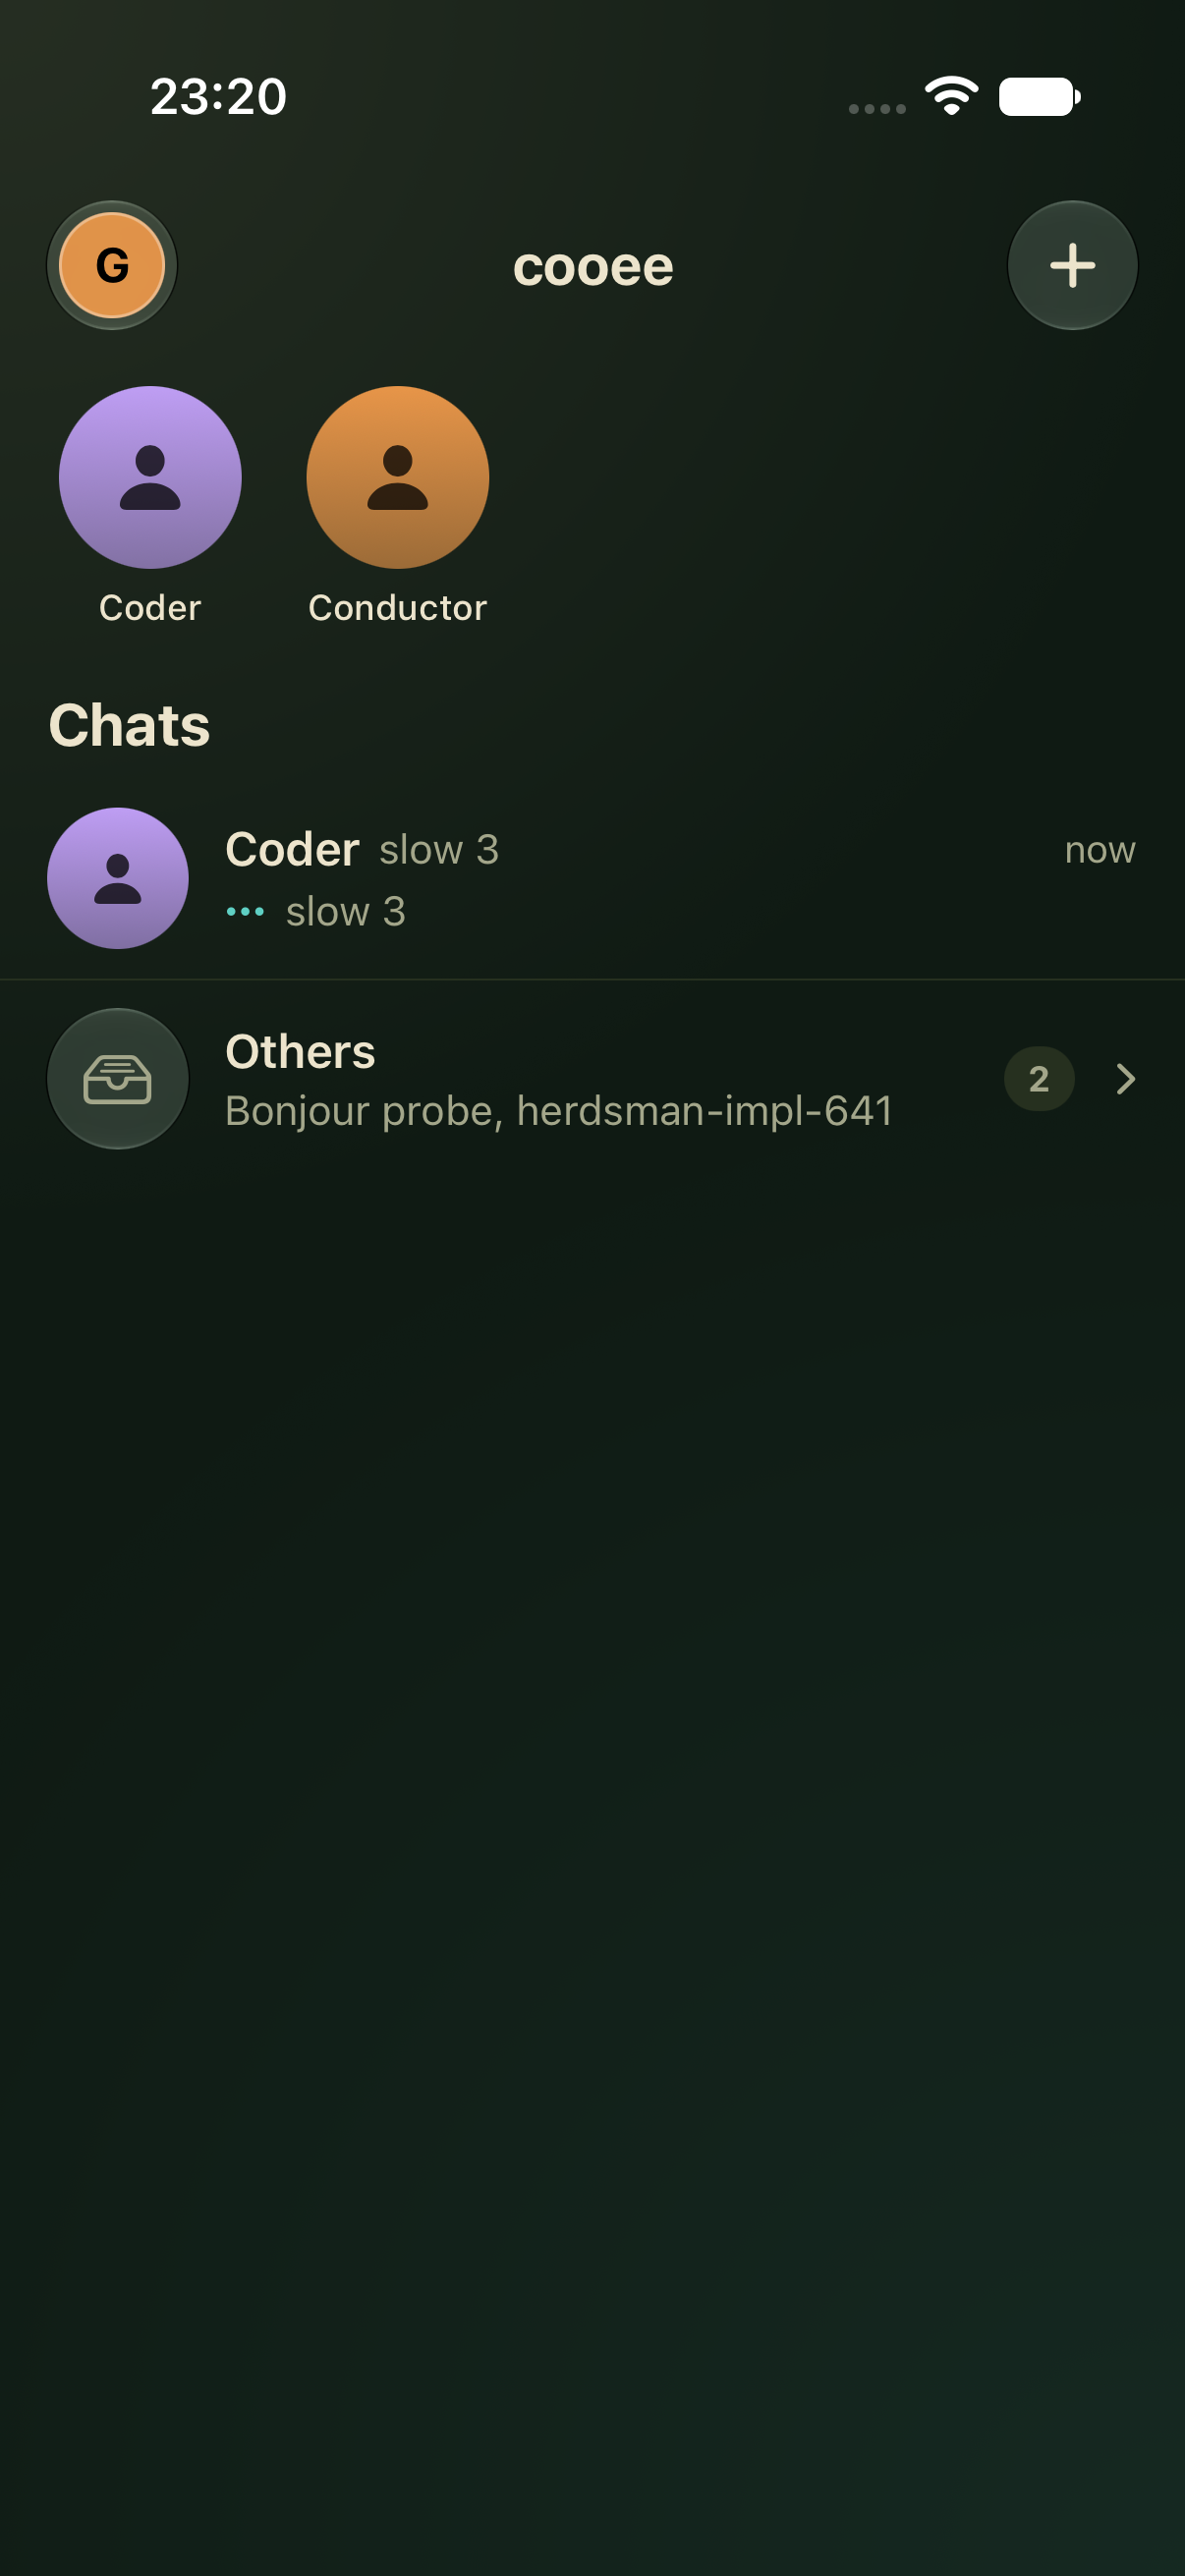 23:20
G
cooee
Coder
Conductor
Chats
Coder slow 3
now
slow 3
Others
Bonjour probe, herdsman-impl-641
2